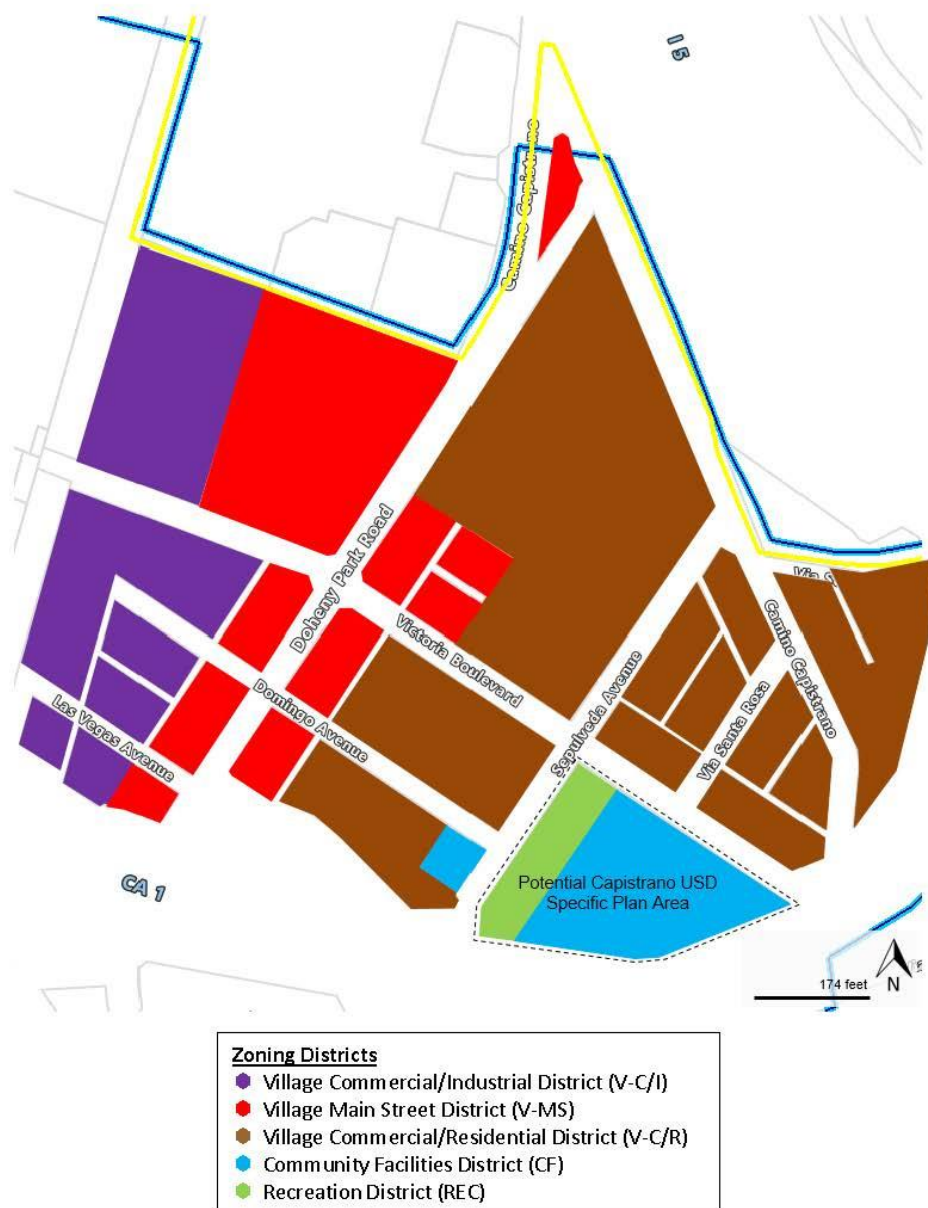 I 5
Camino Capistrano
Doheny Park Road
Victoria Boulevard
Domingo Avenue
Las Vegas Avenue
Sepulveda Avenue
Via Santa Rosa
Camino Capistrano
Via
CA 1
Potential Capistrano USD
Specific Plan Area
174 feet
N
Zoning Districts
Village Commercial/Industrial District (V-C/I)
Village Main Street District (V-MS)
Village Commercial/Residential District (V-C/R)
Community Facilities District (CF)
Recreation District (REC)